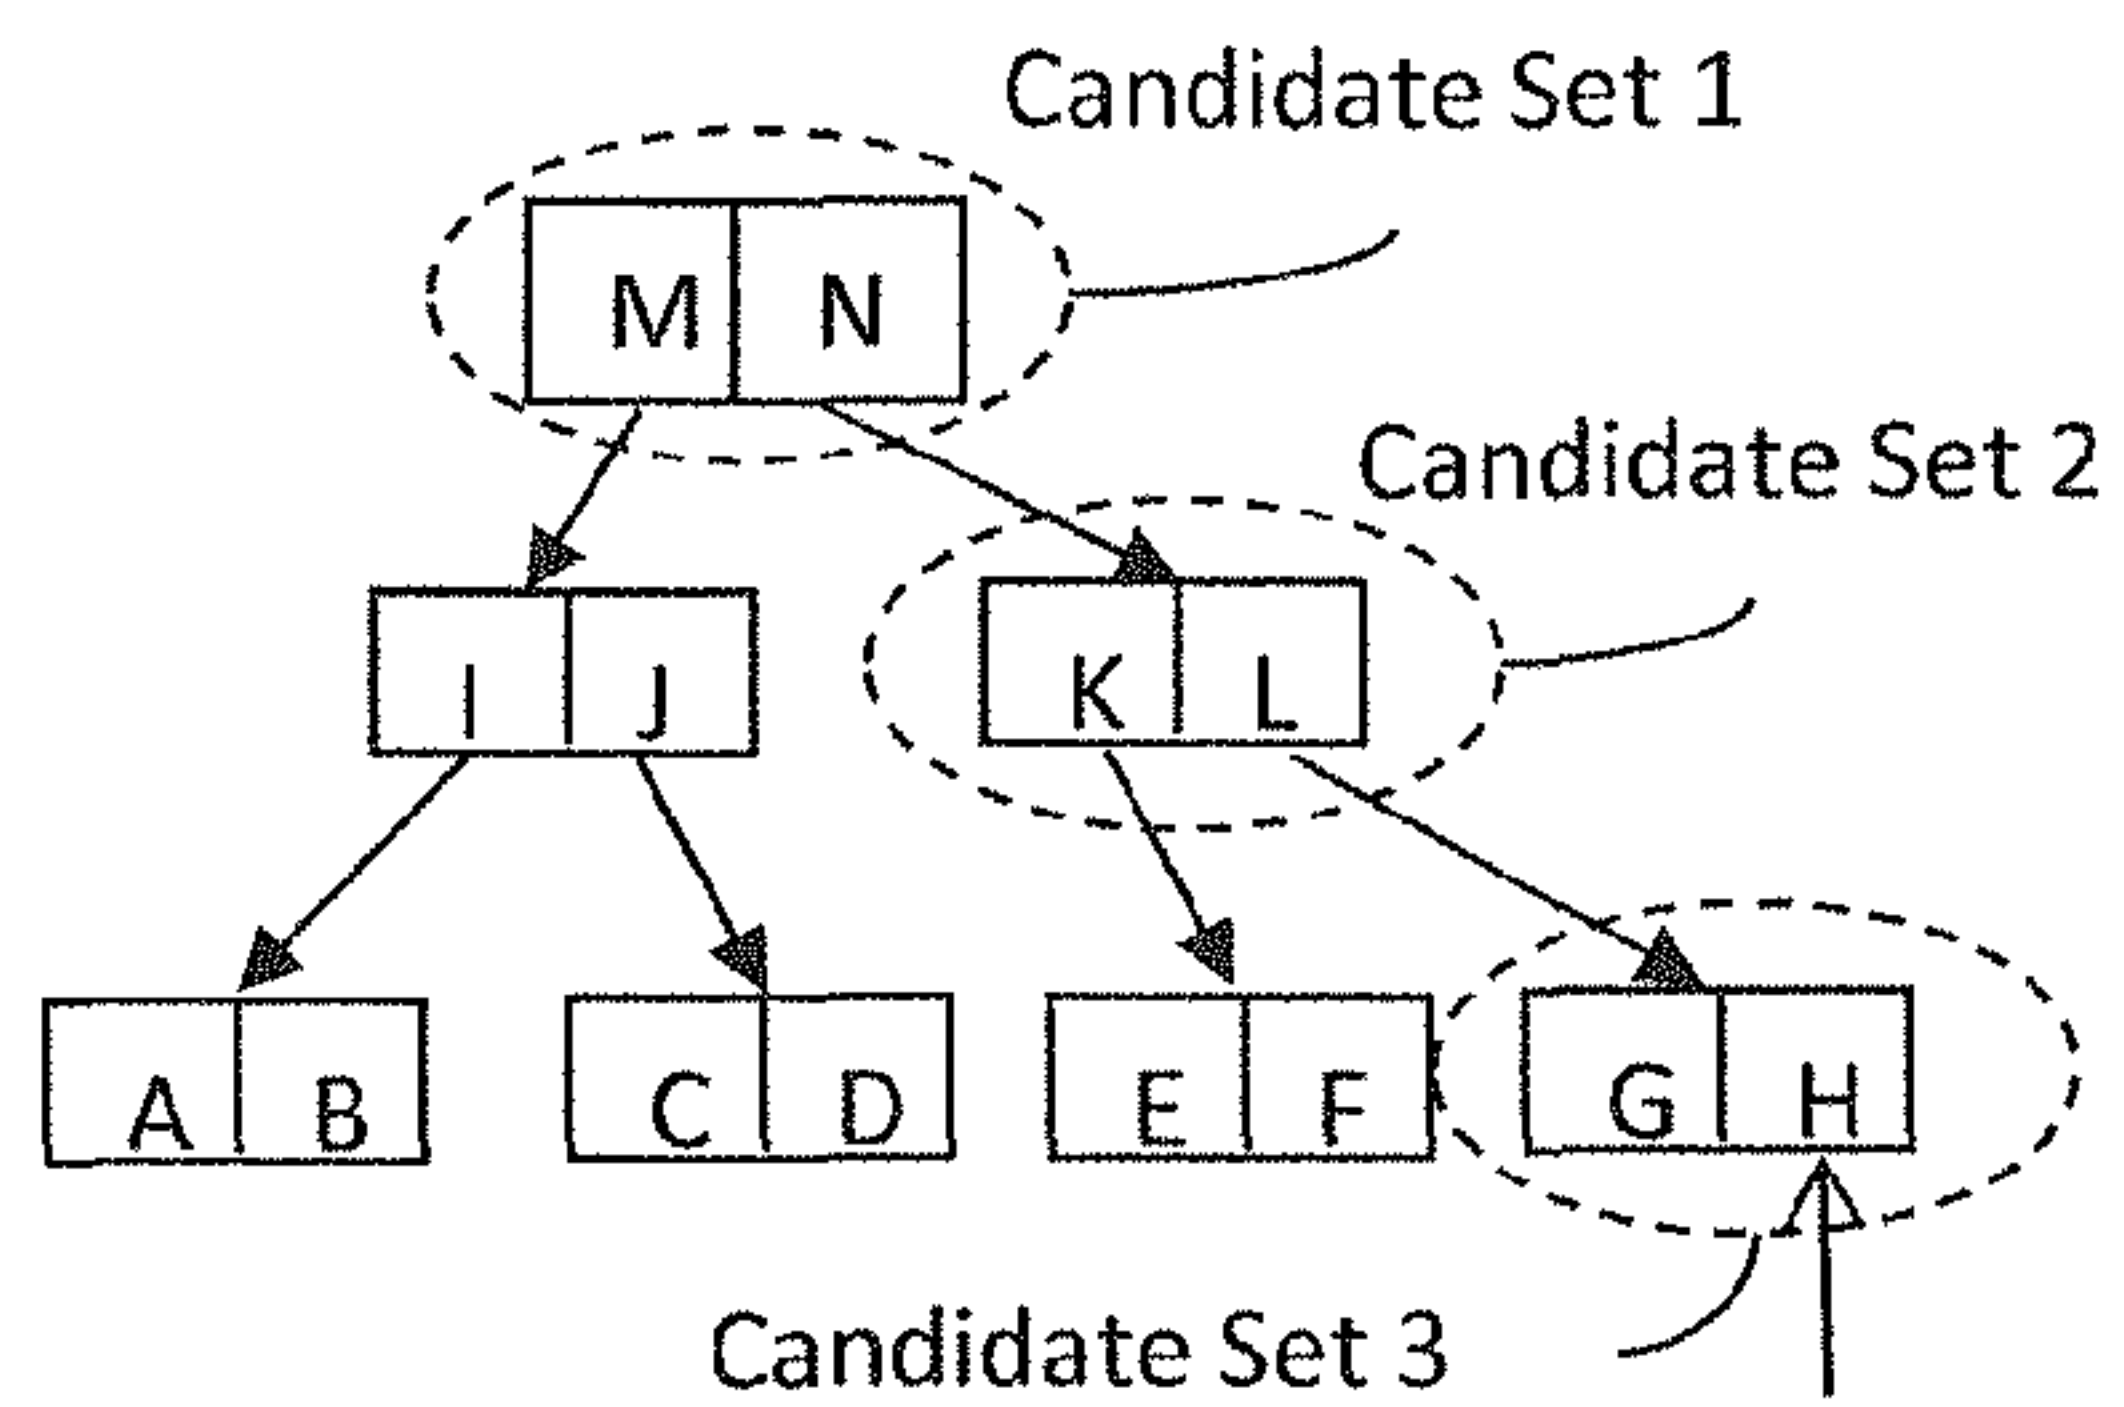 Candidate Set 1
M N
Candidate Set 2
I J K L
A B C D E F G H
Candidate Set 3